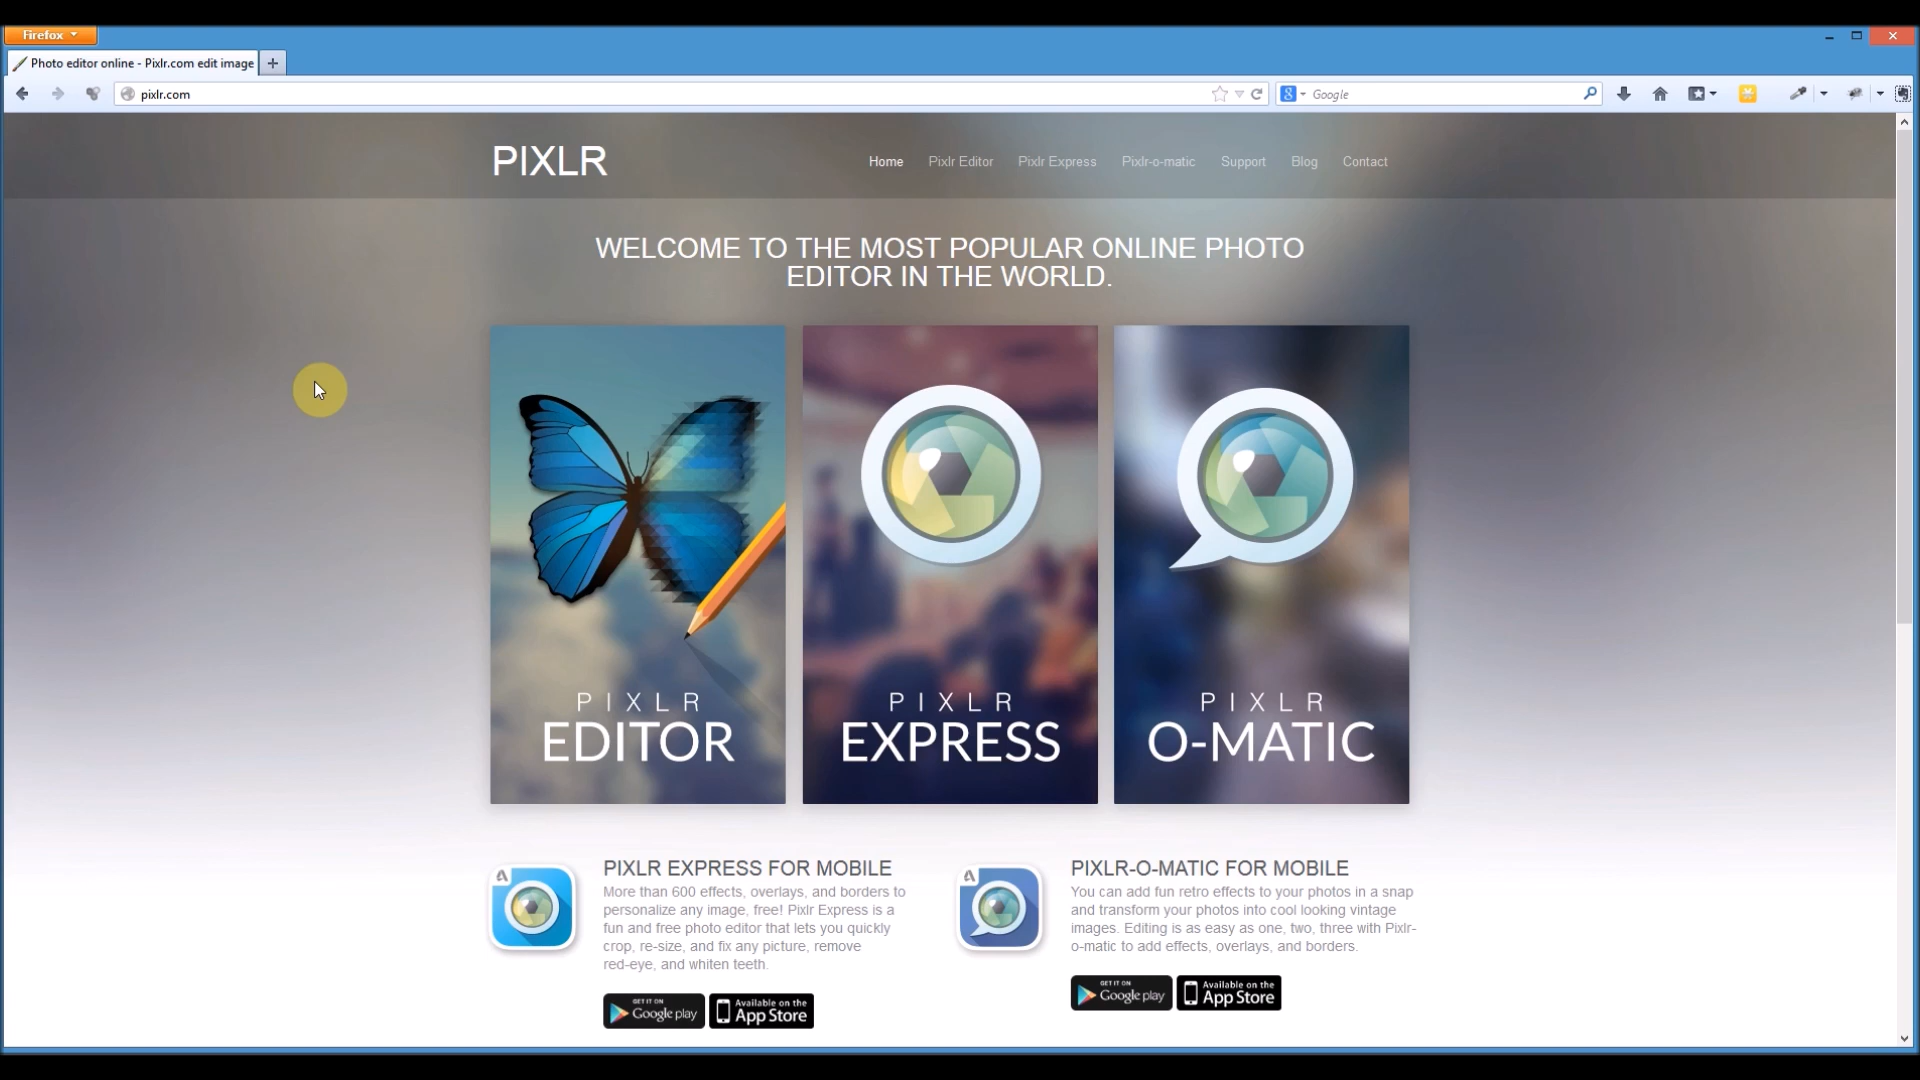 Firefox
Photo editor online - Pixlr.com edit image
pixlr.com
Google
PIXLR
Home Pixlr Editor Pixlr Express Pixlr-o-matic Support Blog Contact
WELCOME TO THE MOST POPULAR ONLINE PHOTO
EDITOR IN THE WORLD.
PIXLR
EDITOR
PIXLR
EXPRESS
PIXLR
O-MATIC
PIXLR EXPRESS FOR MOBILE
More than 600 effects, overlays, and borders to
personalize any image, free! Pixlr Express is a
fun and free photo editor that lets you quickly
crop, re-size, and fix any picture, remove
red-eye, and whiten teeth.
GET IT ON
Google play
Available on the
App Store
PIXLR-O-MATIC FOR MOBILE
You can add fun retro effects to your photos in a snap
and transform your photos into cool looking vintage
images. Editing is as easy as one, two, three with Pixlr-
o-matic to add effects, overlays, and borders.
GET IT ON
Google play
Available on the
App Store